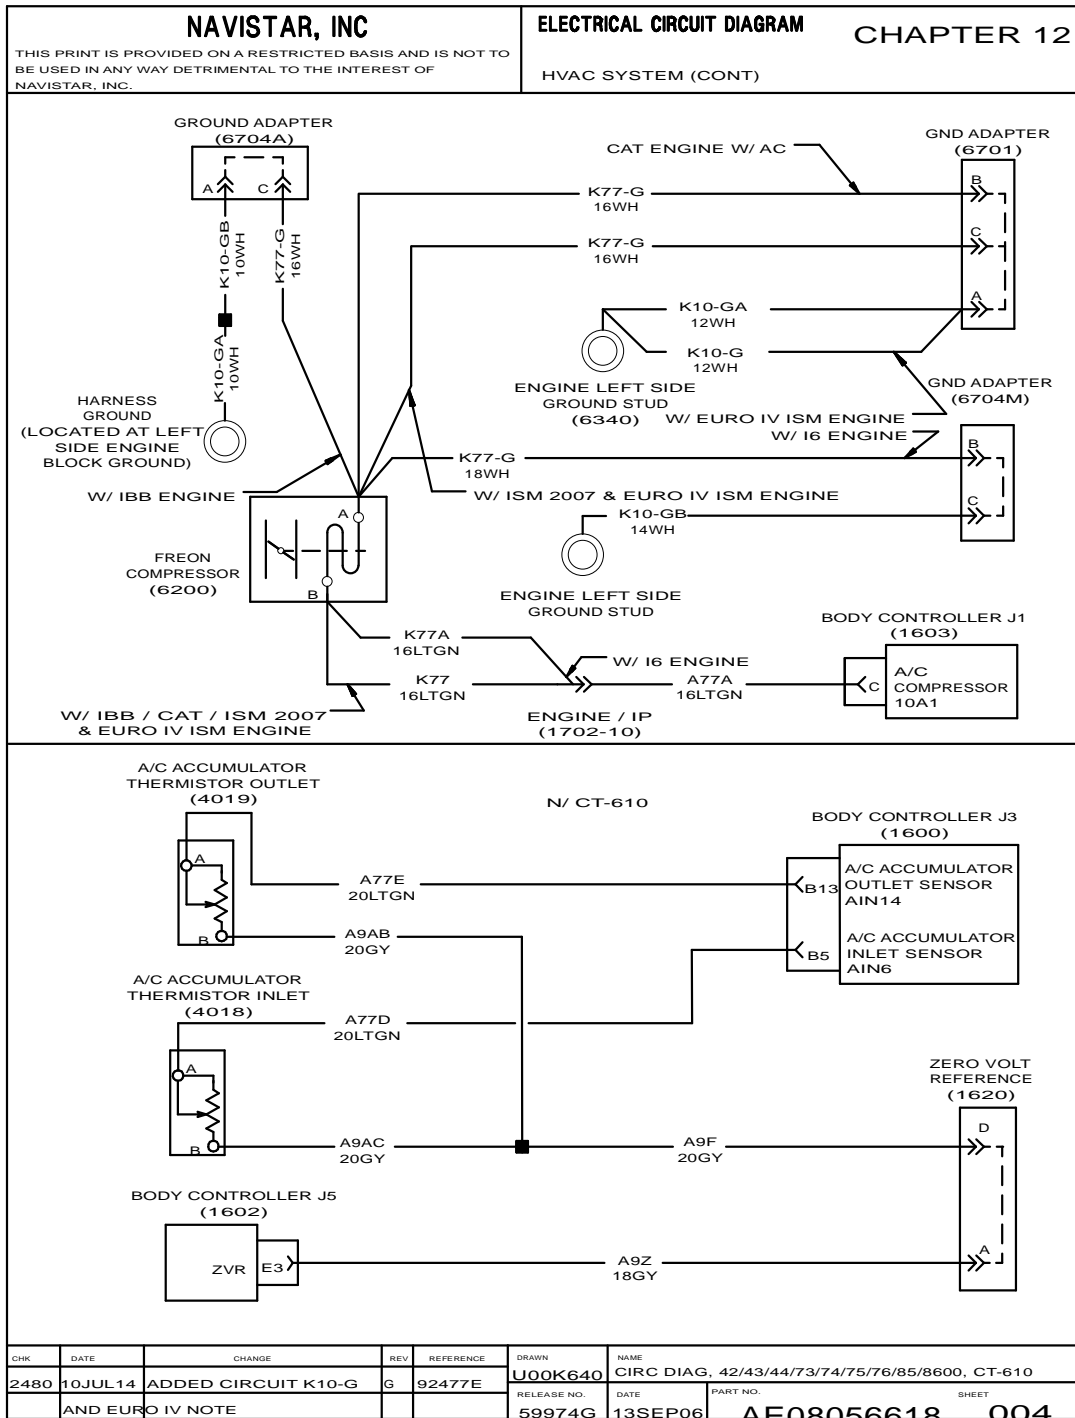 NAVISTAR, INC
THIS PRINT IS PROVIDED ON A RESTRICTED BASIS AND IS NOT TO
BE USED IN ANY WAY DETRIMENTAL TO THE INTEREST OF
NAVISTAR, INC.
ELECTRICAL CIRCUIT DIAGRAM
CHAPTER 12
HVAC SYSTEM (CONT)
GROUND ADAPTER
(6704A)
A
C
K10-GB
10WH
K77-G
16WH
K10-GA
10WH
HARNESS
GROUND
(LOCATED AT LEFT
SIDE ENGINE
BLOCK GROUND)
W/ IBB ENGINE
CAT ENGINE W/ AC
GND ADAPTER
(6701)
B
C
A
K77-G
16WH
K77-G
16WH
K10-GA
12WH
K10-G
12WH
ENGINE LEFT SIDE
GROUND STUD
(6340)
W/ EURO IV ISM ENGINE
W/ I6 ENGINE
GND ADAPTER
(6704M)
B
C
K77-G
18WH
W/ ISM 2007 & EURO IV ISM ENGINE
K10-GB
14WH
ENGINE LEFT SIDE
GROUND STUD
FREON
COMPRESSOR
(6200)
A
B
K77A
16LTGN
K77
16LTGN
W/ I6 ENGINE
A77A
16LTGN
W/ IBB / CAT / ISM 2007
& EURO IV ISM ENGINE
ENGINE / IP
(1702-10)
BODY CONTROLLER J1
(1603)
C
A/C
COMPRESSOR
10A1
A/C ACCUMULATOR
THERMISTOR OUTLET
(4019)
N/ CT-610
A
B
A77E
20LTGN
A9AB
20GY
BODY CONTROLLER J3
(1600)
B13
A/C ACCUMULATOR
OUTLET SENSOR
AIN14
B5
A/C ACCUMULATOR
INLET SENSOR
AIN6
A/C ACCUMULATOR
THERMISTOR INLET
(4018)
A
B
A77D
20LTGN
A9AC
20GY
A9F
20GY
ZERO VOLT
REFERENCE
(1620)
D
A
BODY CONTROLLER J5
(1602)
ZVR
E3
A9Z
18GY
CHK DATE CHANGE REV REFERENCE
2480 10JUL14 ADDED CIRCUIT K10-G G 92477E
AND EURO IV NOTE
DRAWN
U00K640
NAME
CIRC DIAG, 42/43/44/73/74/75/76/85/8600, CT-610
RELEASE NO.
59974G
DATE
13SEP06
PART NO.
AE08056618
SHEET
004